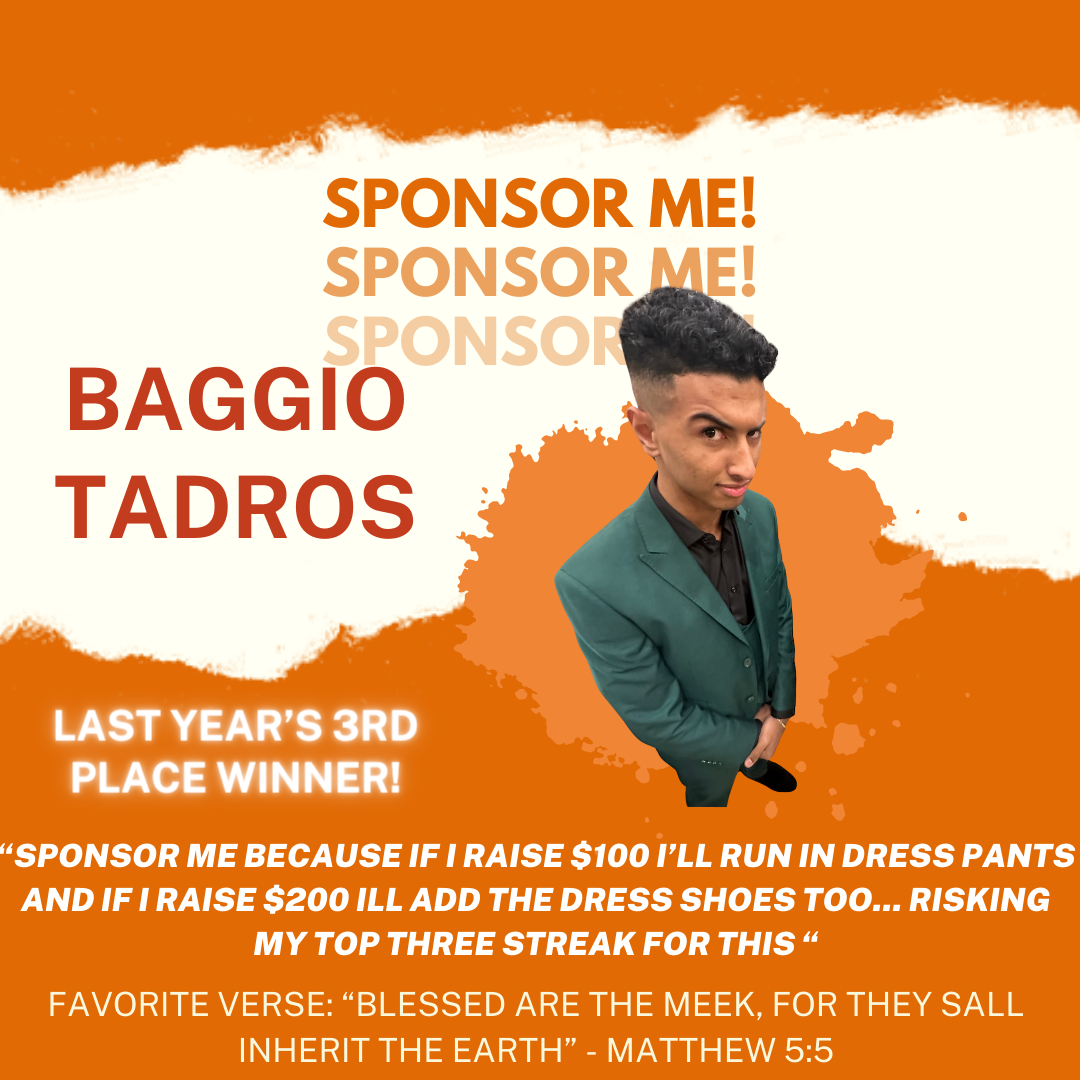 SPONSOR ME!
SPONSOR ME!
SPONSOR
BAGGIO
TADROS
LAST YEAR’S 3RD
PLACE WINNER!
“SPONSOR ME BECAUSE IF I RAISE $100 I’LL RUN IN DRESS PANTS
AND IF I RAISE $200 ILL ADD THE DRESS SHOES TOO... RISKING
MY TOP THREE STREAK FOR THIS “
FAVORITE VERSE: “BLESSED ARE THE MEEK, FOR THEY SALL
INHERIT THE EARTH” - MATTHEW 5:5